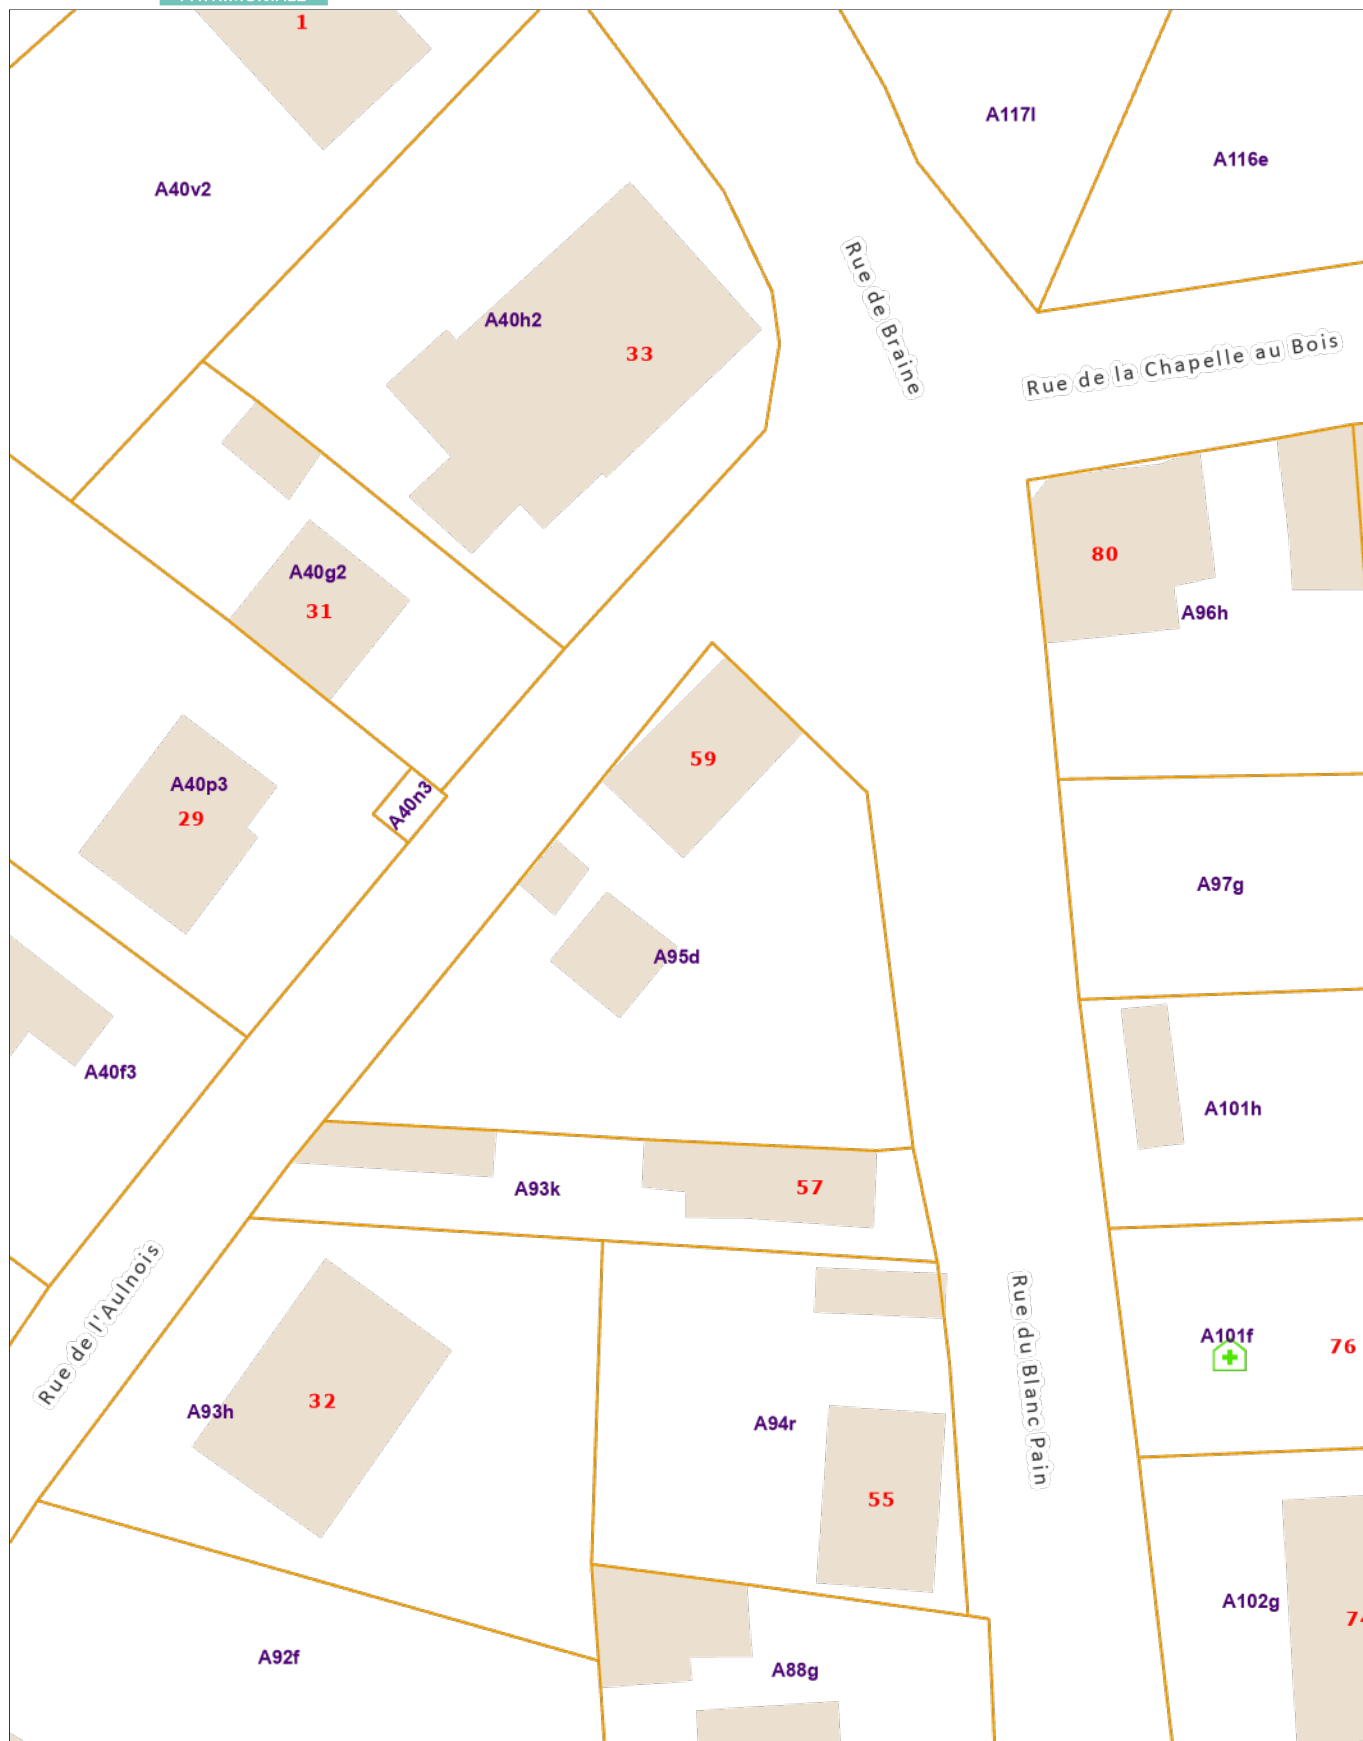 1
A117l
A116e
A40v2
Rue de Braine
A40h2
33
Rue de la Chapelle au Bois
80
A96h
A40g2
31
59
A40p3
29
A40n3
A97g
A95d
A40f3
A101h
A93k
57
Rue de l'Aulnois
Rue du Blanc Pain
A101f
76
A93h
32
A94r
55
A102g
A92f
A88g